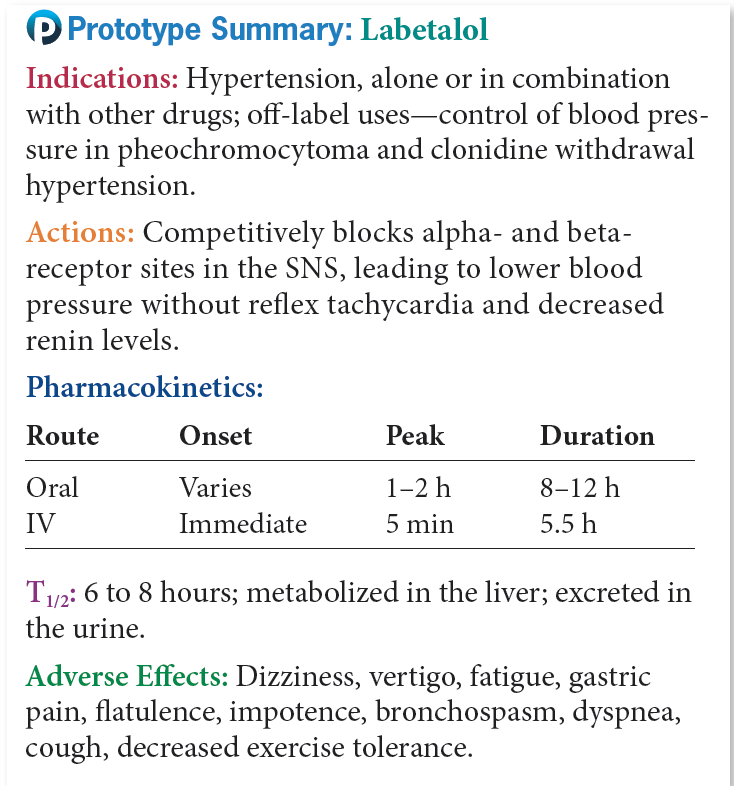 P Prototype Summary: Labetalol
Indications: Hypertension, alone or in combination
with other drugs; off-label uses—control of blood pres-
sure in pheochromocytoma and clonidine withdrawal
hypertension.
Actions: Competitively blocks alpha- and beta-
receptor sites in the SNS, leading to lower blood
pressure without reflex tachycardia and decreased
renin levels.
Pharmacokinetics:
Route Onset Peak Duration
Oral Varies 1–2 h 8–12 h
IV Immediate 5 min 5.5 h
T1/2: 6 to 8 hours; metabolized in the liver; excreted in
the urine.
Adverse Effects: Dizziness, vertigo, fatigue, gastric
pain, flatulence, impotence, bronchospasm, dyspnea,
cough, decreased exercise tolerance.